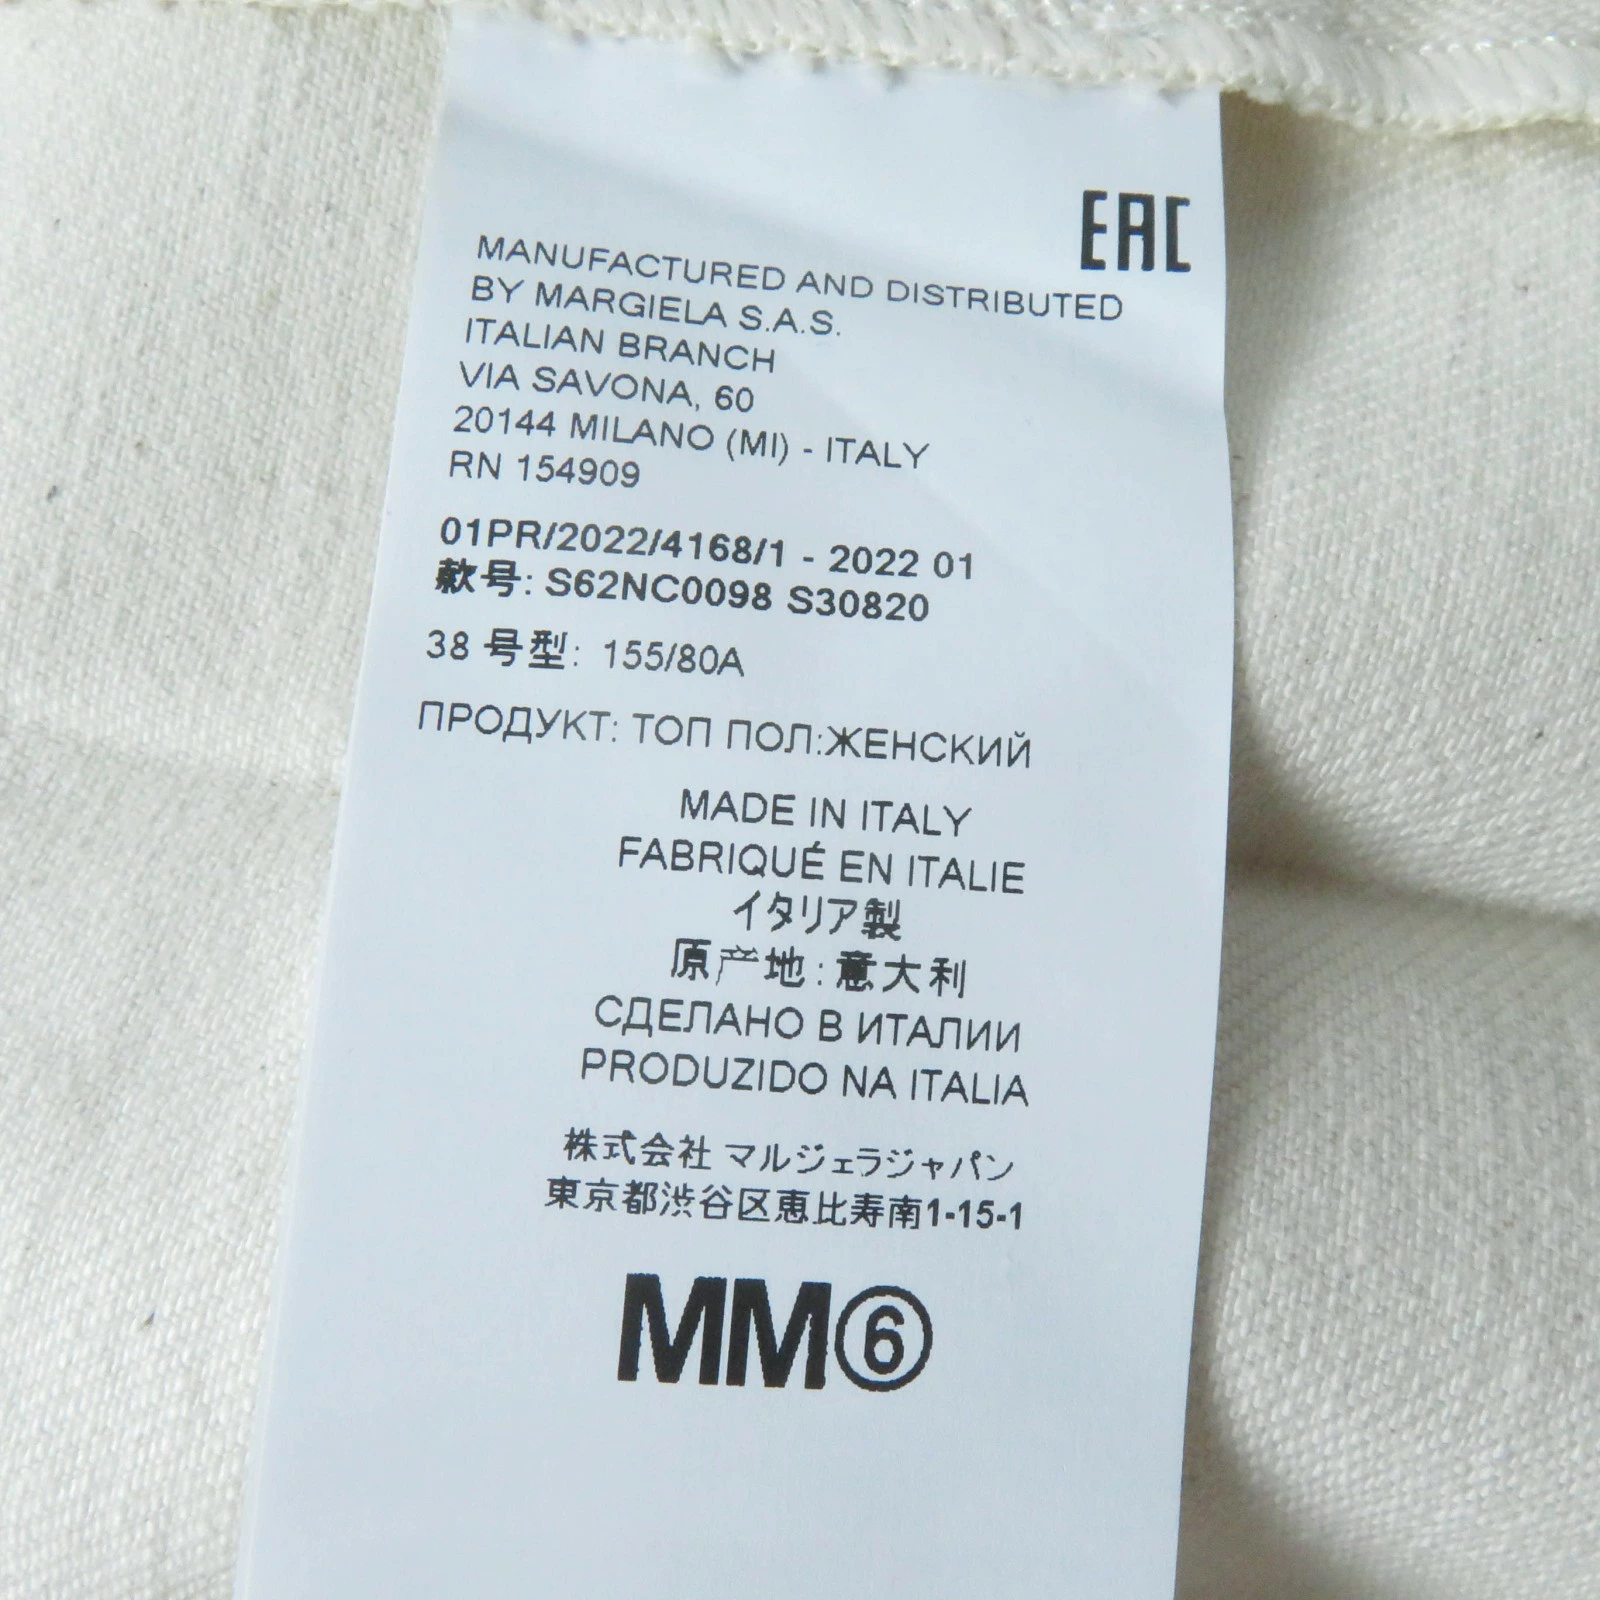 EAC
MANUFACTURED AND DISTRIBUTED
BY MARGIELA S.A.S.
ITALIAN BRANCH
VIA SAVONA, 60
20144 MILANO (MI) - ITALY
RN 154909
01PR/2022/4168/1 - 2022 01
款号: S62NC0098 S30820
38 号型: 155/80A
ПРОДУКТ: ТОП ПОЛ:ЖЕНСКИЙ
MADE IN ITALY
FABRIQUÉ EN ITALIE
イタリア製
原产地:意大利
СДЕЛАНО В ИТАЛИИ
PRODUZIDO NA ITALIA
株式会社 マルジェラジャパン
東京都渋谷区恵比寿南1-15-1
MM⑥